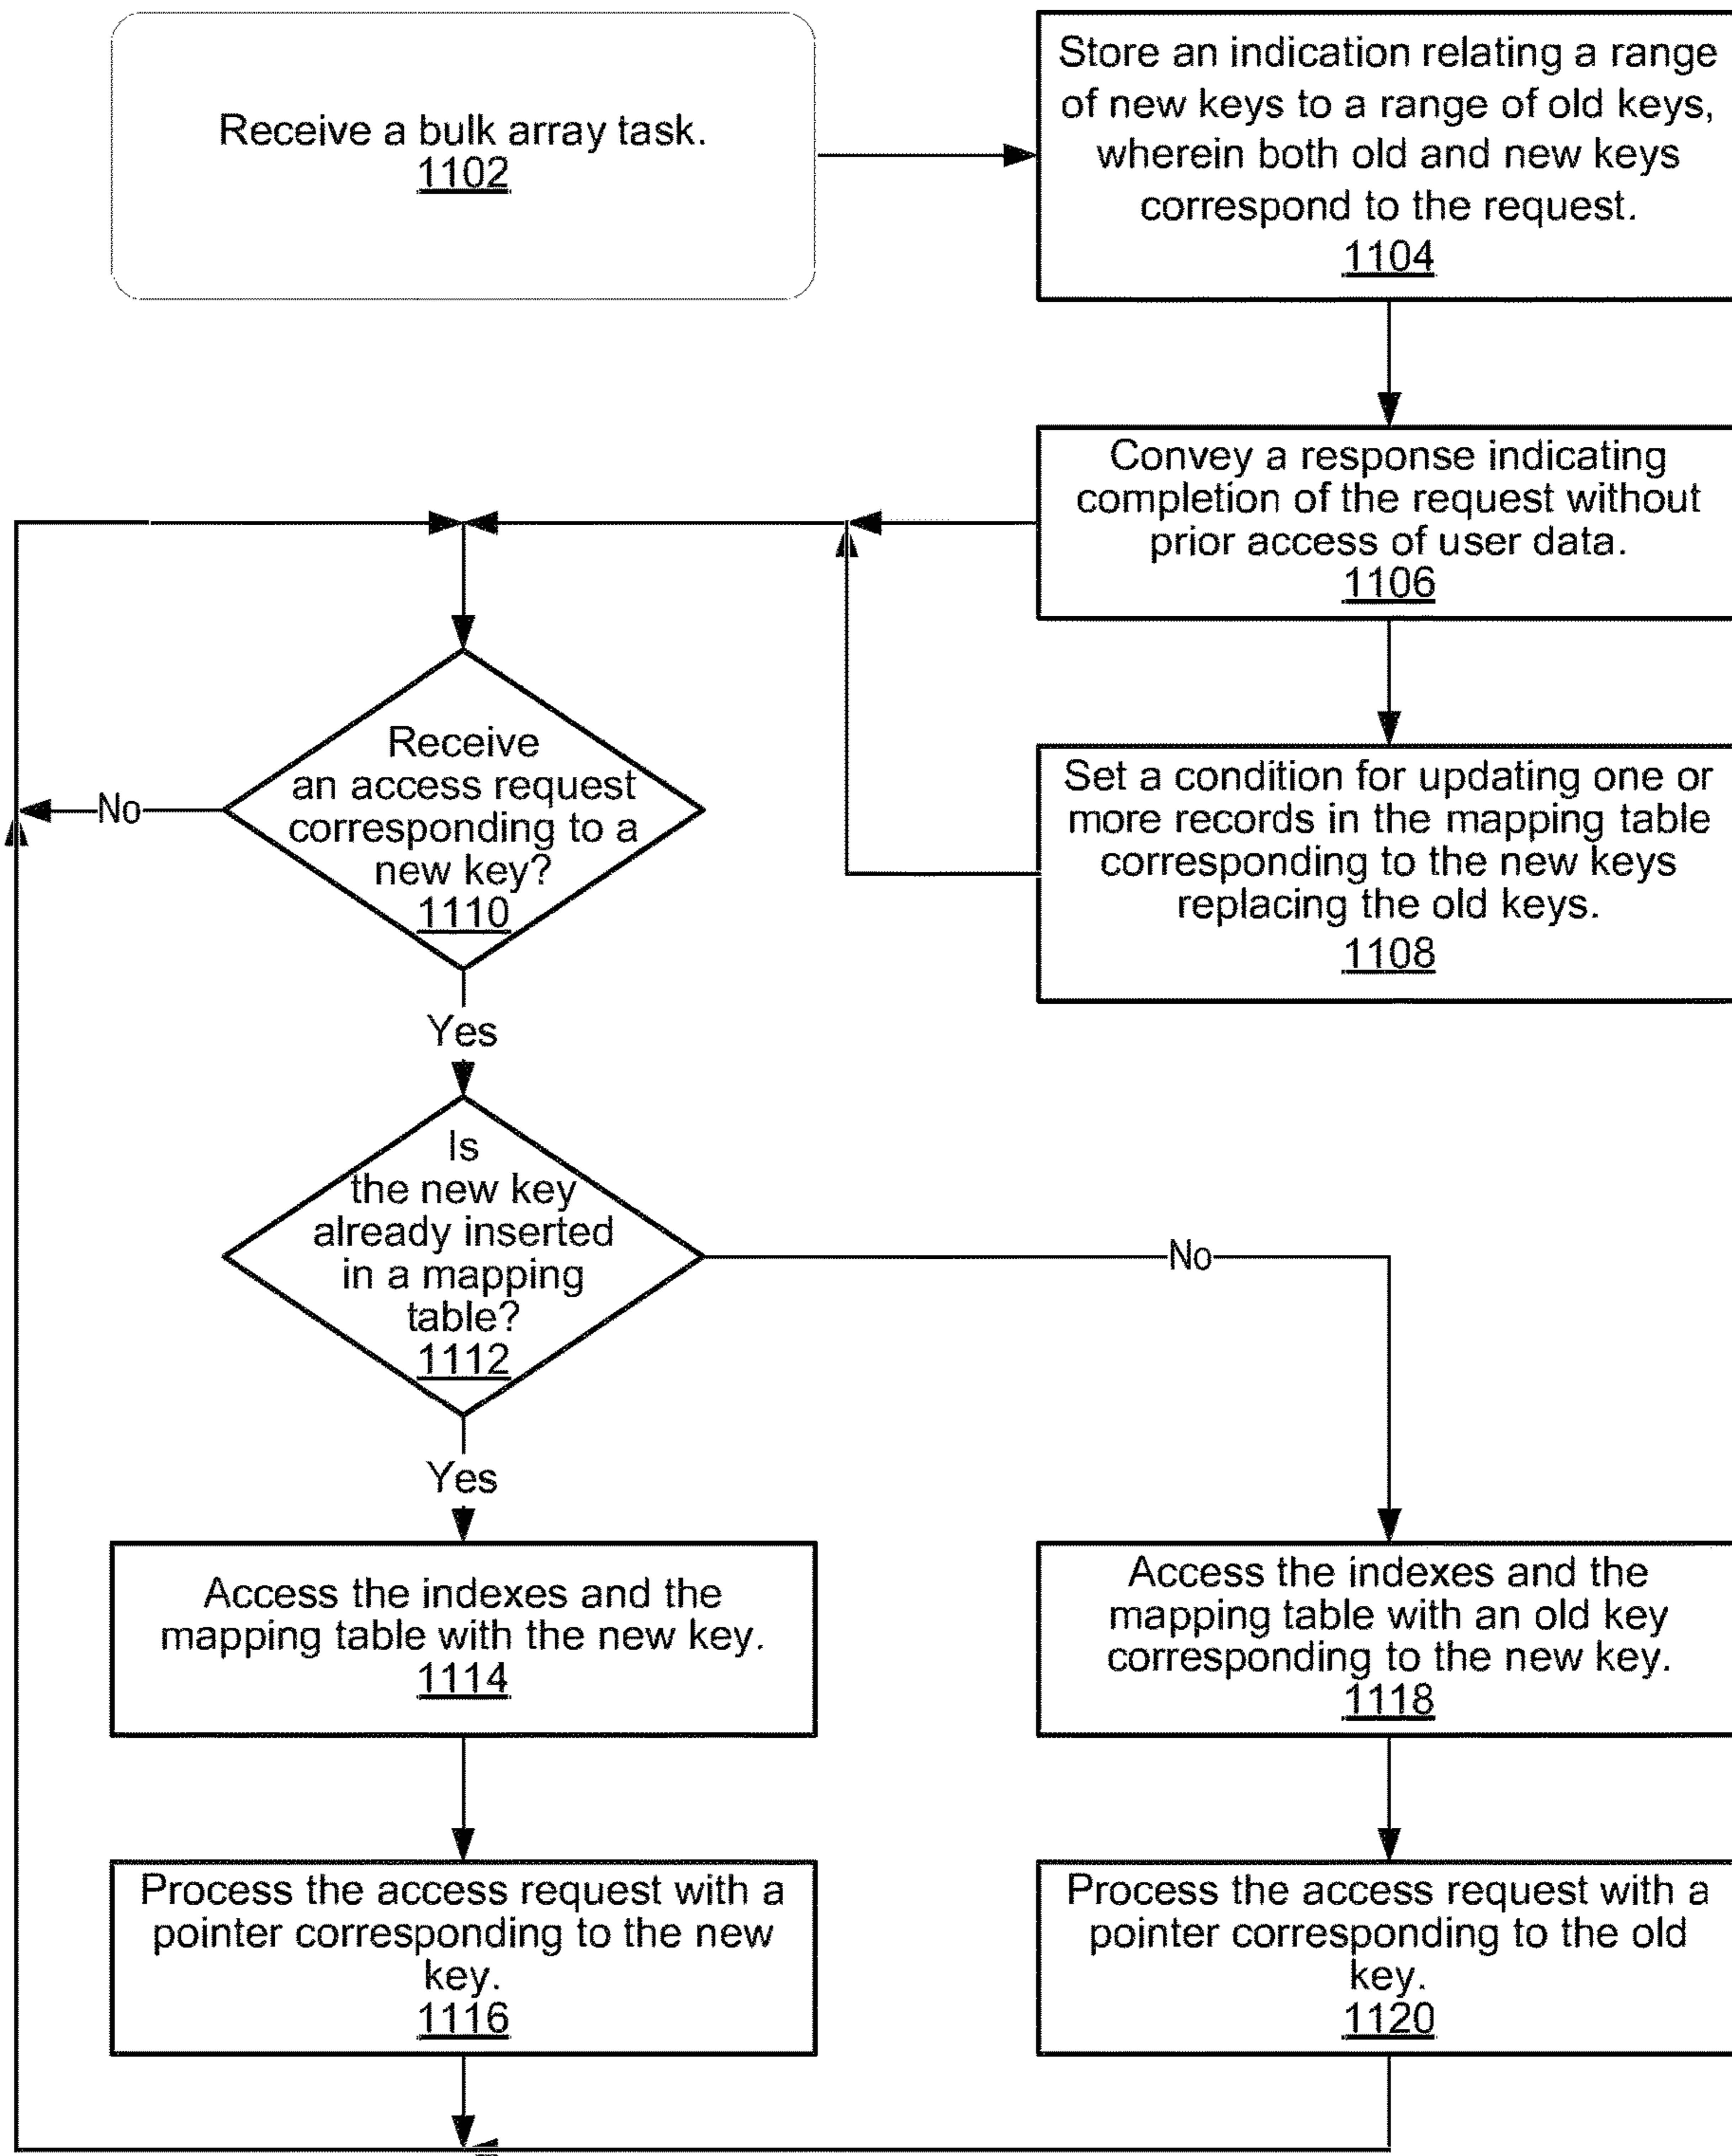 Receive a bulk array task.
1102
Store an indication relating a range
of new keys to a range of old keys,
wherein both old and new keys
correspond to the request.
1104
Convey a response indicating
completion of the request without
prior access of user data.
1106
Set a condition for updating one or
more records in the mapping table
corresponding to the new keys
replacing the old keys.
1108
Receive
an access request
corresponding to a
new key?
1110
No
Yes
Is
the new key
already inserted
in a mapping
table?
1112
No
Yes
Access the indexes and the
mapping table with the new key.
1114
Access the indexes and the
mapping table with an old key
corresponding to the new key.
1118
Process the access request with a
pointer corresponding to the new
key.
1116
Process the access request with a
pointer corresponding to the old
key.
1120